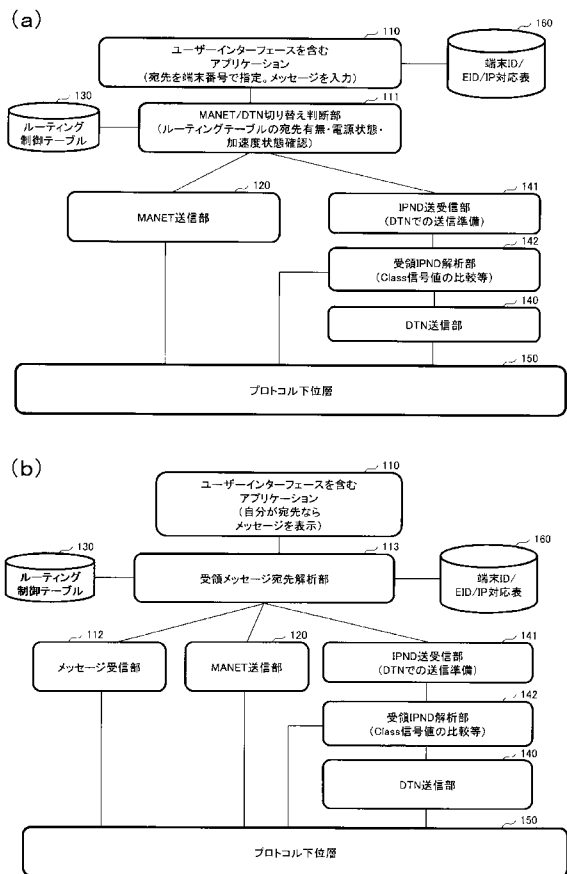 (a)
110
160
ユーザーインターフェースを含む
アプリケーション
(宛先を端末番号で指定。メッセージを入力)
端末ID/
EID/IP対応表
130
111
ルーティング
制御テーブル
MANET/DTN切り替え判断部
(ルーティングテーブルの宛先有無・電源状態・
加速度状態確認)
120
141
MANET送信部
IPND送受信部
(DTNでの送信準備)
142
受領IPND解析部
(Class信号値の比較等)
140
DTN送信部
150
プロトコル下位層
(b)
110
ユーザーインターフェースを含む
アプリケーション
(自分が宛先なら
メッセージを表示)
130
113
160
ルーティング
制御テーブル
受領メッセージ宛先解析部
端末ID/
EID/IP対応表
112
120
141
メッセージ受信部
MANET送信部
IPND送受信部
(DTNでの送信準備)
142
受領IPND解析部
(Class信号値の比較等)
140
DTN送信部
150
プロトコル下位層